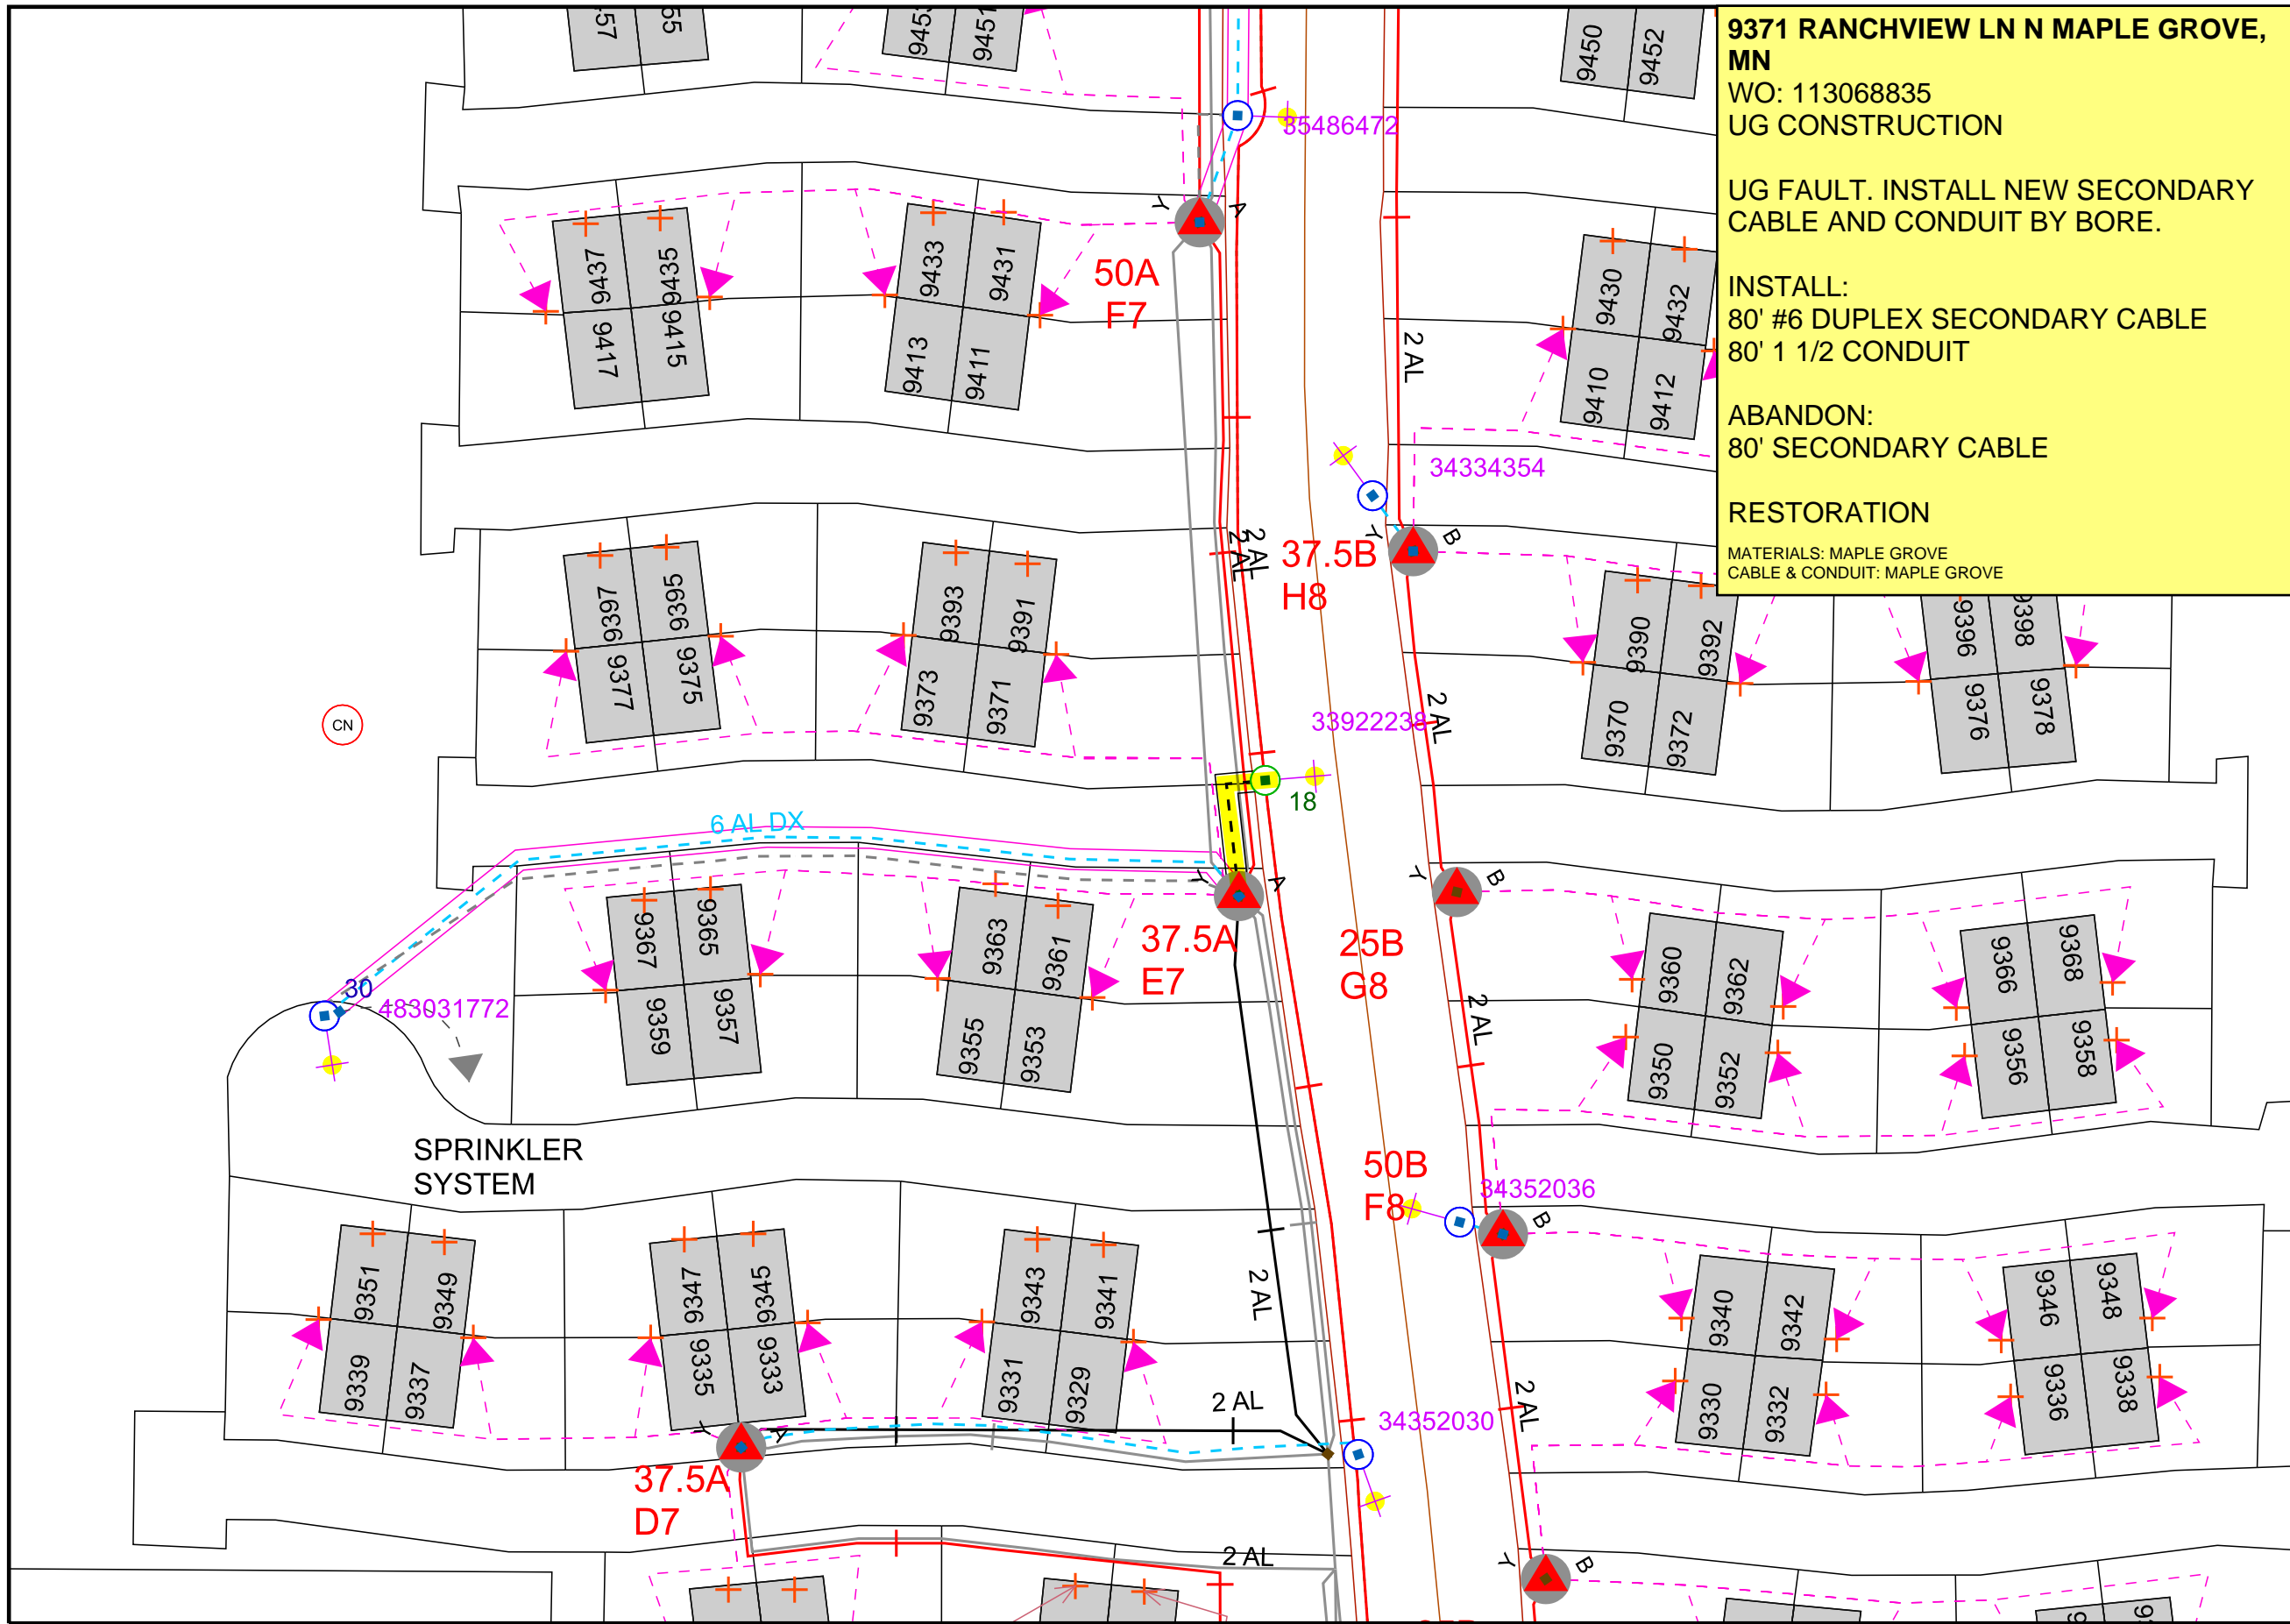 9371 RANCHVIEW LN N MAPLE GROVE,
MN
WO: 113068835
UG CONSTRUCTION
UG FAULT. INSTALL NEW SECONDARY
CABLE AND CONDUIT BY BORE.
INSTALL:
80' #6 DUPLEX SECONDARY CABLE
80' 1 1/2 CONDUIT
ABANDON:
80' SECONDARY CABLE
RESTORATION
MATERIALS: MAPLE GROVE
CABLE & CONDUIT: MAPLE GROVE
9451
9450
9452
35486472
Y
A
50A
F7
9437
9435
9433
9431
9417
9415
9413
9411
9430
9432
9410
9412
2 AL
34334354
2 AL
2 AL
Y
B
37.5B
H8
9397
9395
9393
9391
9377
9375
9373
9371
9390
9392
9396
9398
9370
9372
9376
9378
CN
33922238
2 AL
18
6 AL DX
Y
A
Y
B
37.5A
E7
25B
G8
9367
9365
9363
9361
9359
9357
9355
9353
9360
9362
9366
9368
9350
9352
9356
9358
30
483031772
2 AL
SPRINKLER
SYSTEM
50B
F8
34352036
B
9351
9349
9347
9345
9343
9341
9339
9337
9335
9333
9331
9329
9340
9342
9346
9348
9330
9332
9336
9338
2 AL
2 AL
2 AL
34352030
Y
A
37.5A
D7
2 AL
Y
B